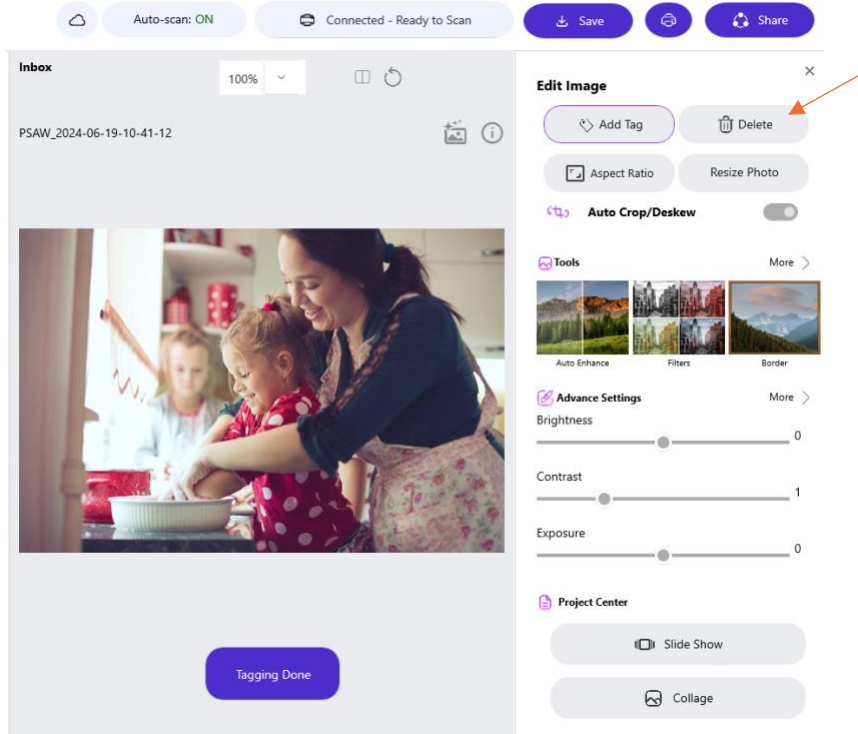 Auto-scan: ON
Connected - Ready to Scan
Save
Share
Inbox
100%
PSAW_2024-06-19-10-41-12
Tagging Done
Edit Image
Add Tag
Delete
Aspect Ratio
Resize Photo
Auto Crop/Deskew
Tools
More
Auto Enhance
Filters
Border
Advance Settings
More
Brightness
0
Contrast
1
Exposure
0
Project Center
Slide Show
Collage